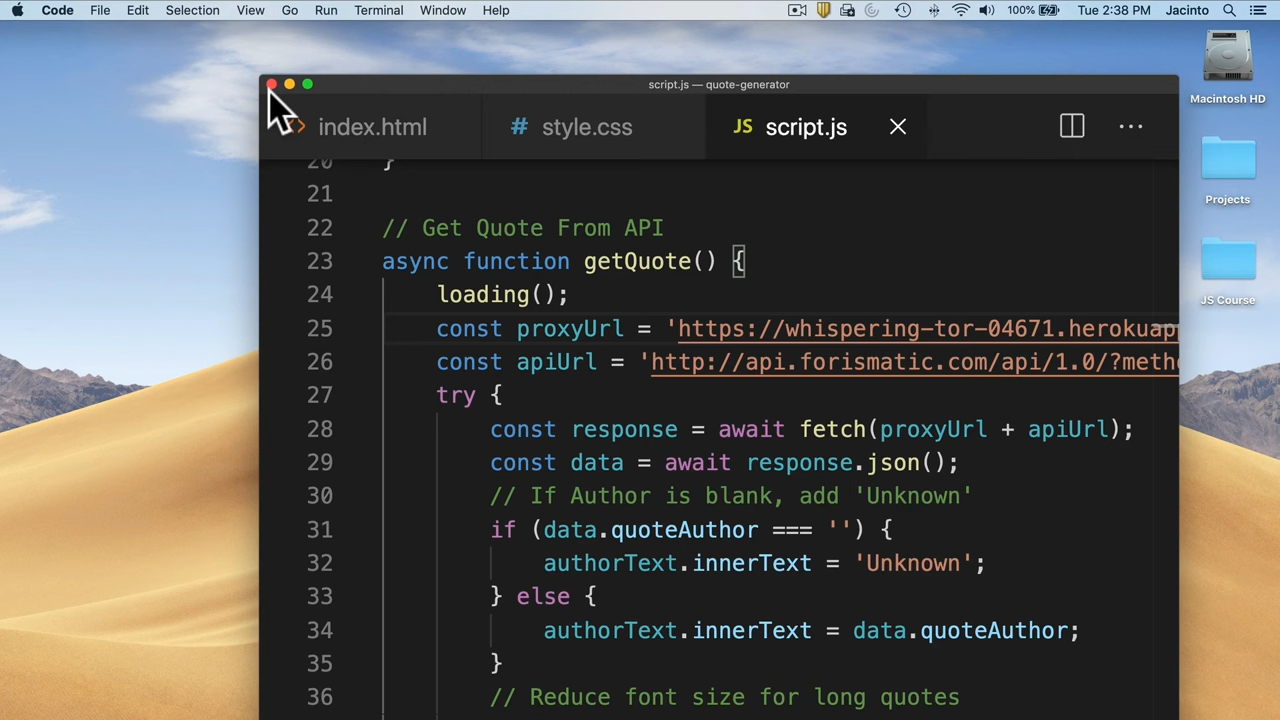 Code File Edit Selection View Go Run Terminal Window Help 100% Tue 2:38 PM Jacinto
Macintosh HD
Projects
JS Course
script.js — quote-generator
index.html # style.css JS script.js
20 }
21
22 // Get Quote From API
23 async function getQuote() {
24 loading();
25 const proxyUrl = 'https://whispering-tor-04671.herokuap
26 const apiUrl = 'http://api.forismatic.com/api/1.0/?metho
27 try {
28 const response = await fetch(proxyUrl + apiUrl);
29 const data = await response.json();
30 // If Author is blank, add 'Unknown'
31 if (data.quoteAuthor === '') {
32 authorText.innerText = 'Unknown';
33 } else {
34 authorText.innerText = data.quoteAuthor;
35 }
36 // Reduce font size for long quotes